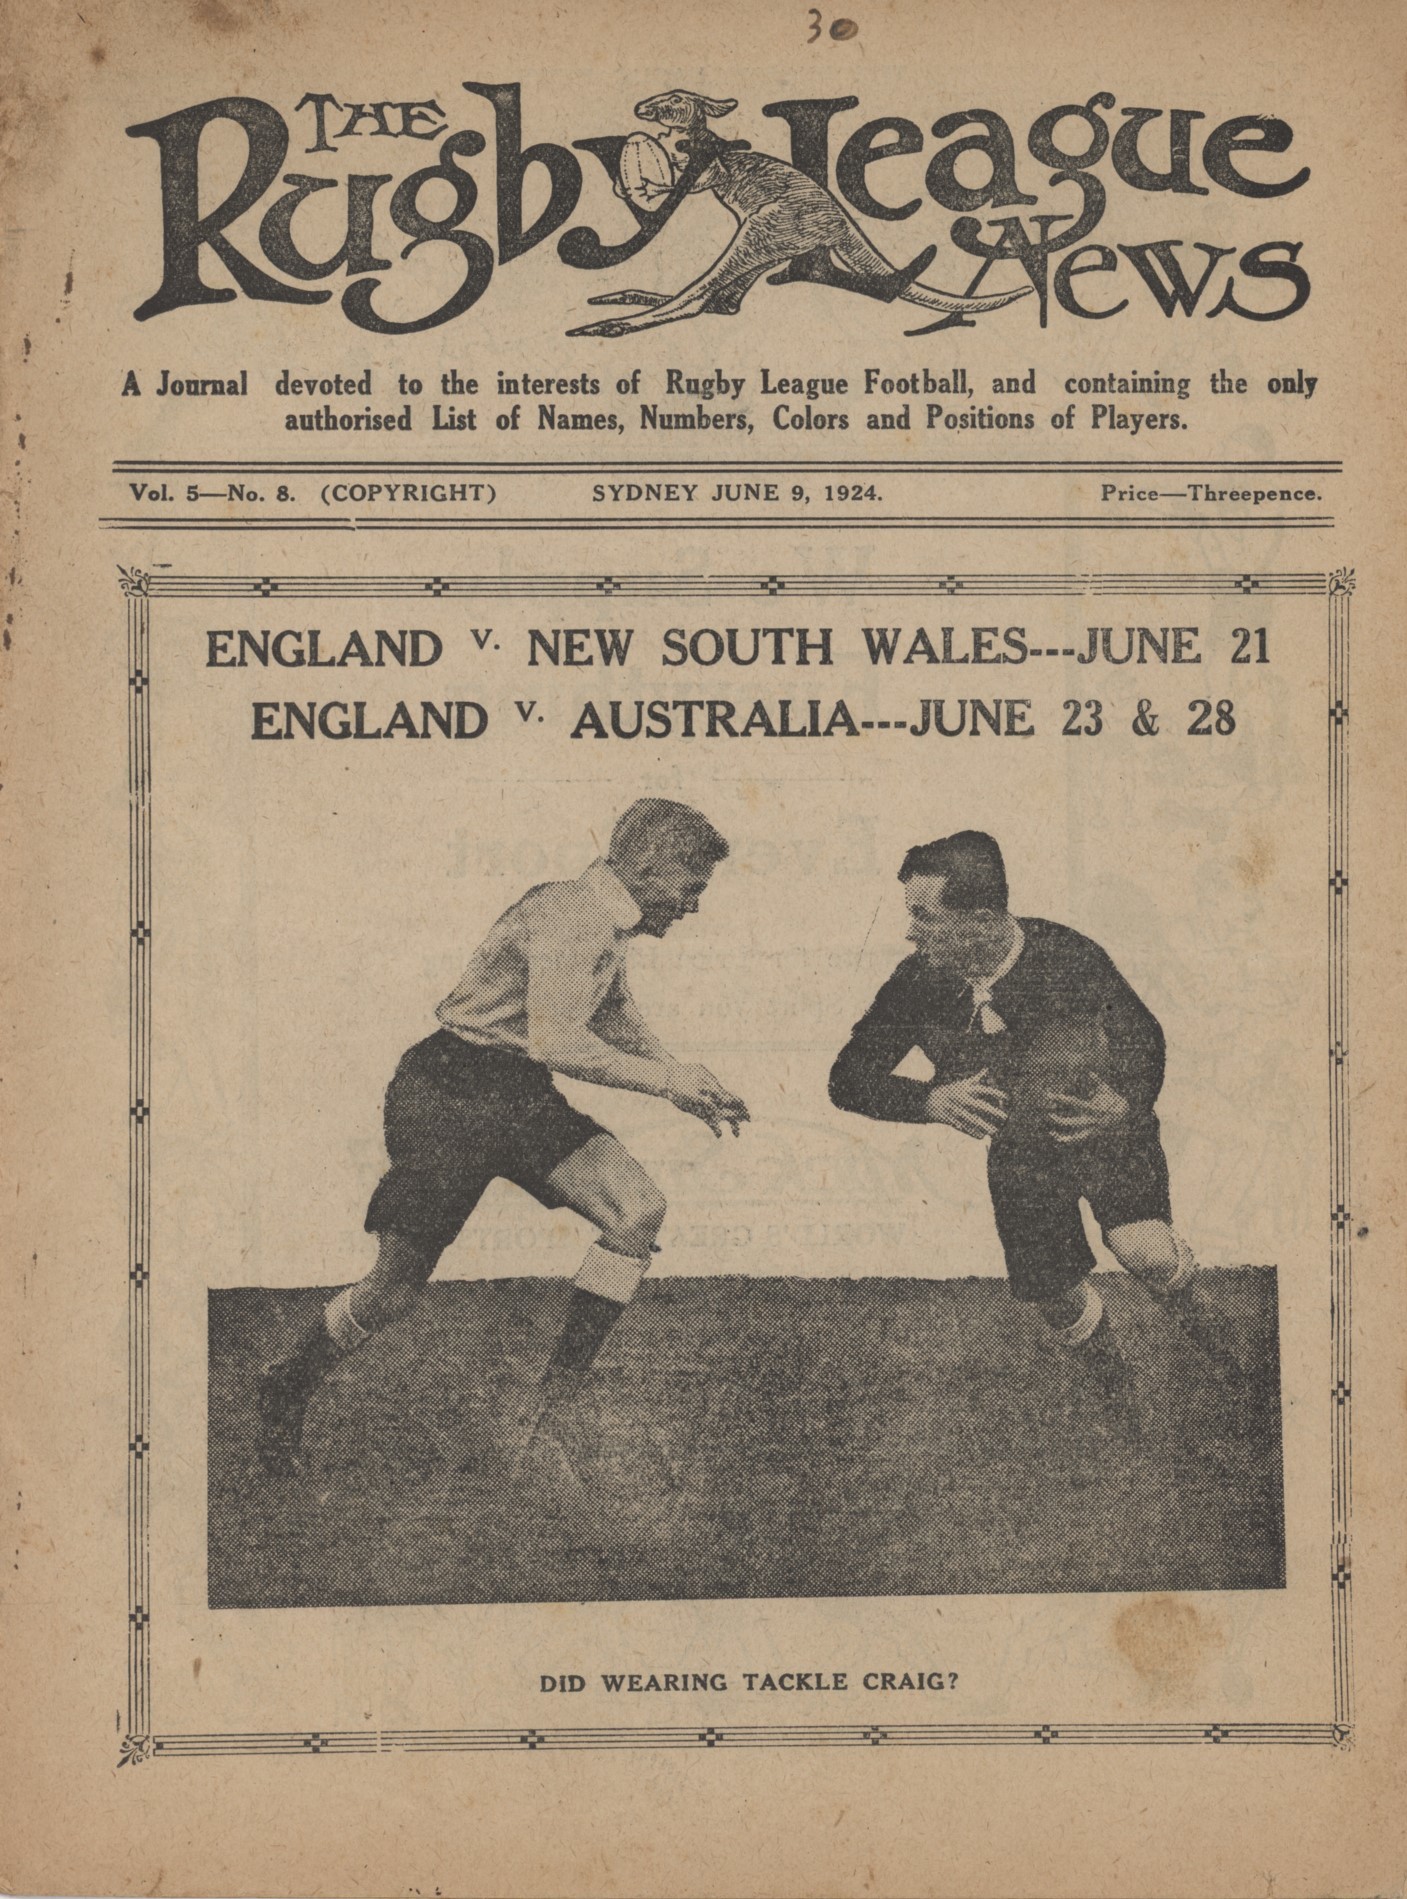 30
THE
Rugby League
News
A Journal devoted to the interests of Rugby League Football, and containing the only
authorised List of Names, Numbers, Colors and Positions of Players.
Vol. 5—No. 8. (COPYRIGHT) SYDNEY JUNE 9, 1924. Price—Threepence.
ENGLAND v. NEW SOUTH WALES---JUNE 21
ENGLAND v. AUSTRALIA---JUNE 23 & 28
DID WEARING TACKLE CRAIG?